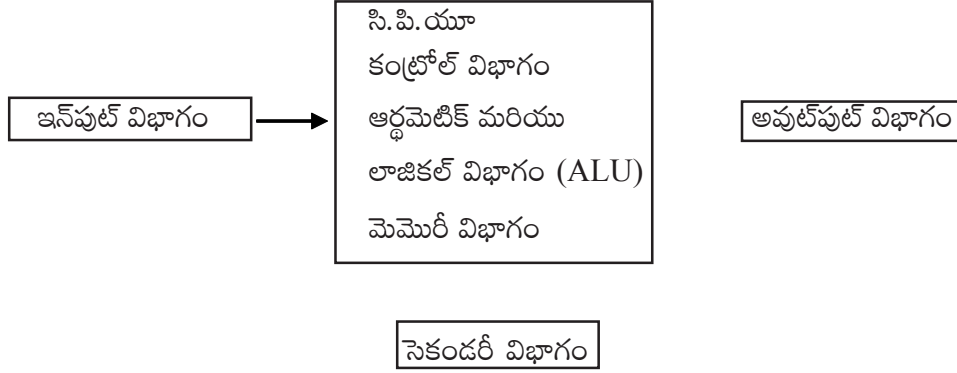 సి.పి.యూ
కంట్రోల్ విభాగం
ఇన్‌పుట్ విభాగం
ఆర్థమెటిక్ మరియు
అవుట్‌పుట్ విభాగం
లాజికల్ విభాగం (ALU)
మెమొరీ విభాగం
సెకండరీ విభాగం